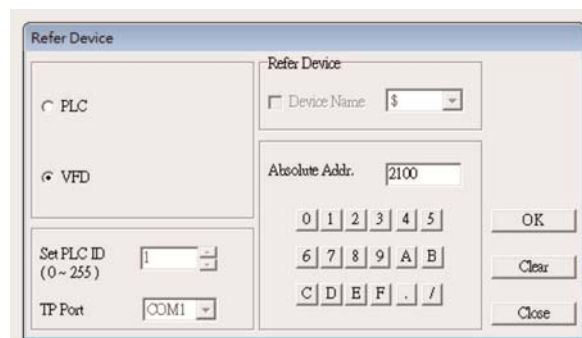 Refer Device
PLC
VFD
Set PLC ID
(0~255)
1
TP Port
COM1
Refer Device
Device Name
$
Absolute Addr.
2100
0 1 2 3 4 5
6 7 8 9 A B
C D E F . /
OK
Clear
Close